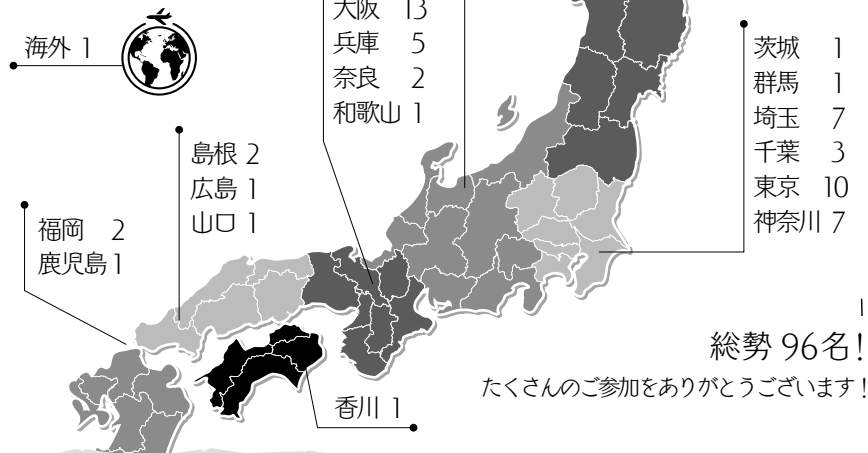 海外 1
大阪 13
兵庫 5
奈良 2
和歌山 1
茨城 1
群馬 1
埼玉 7
千葉 3
東京 10
神奈川 7
島根 2
広島 1
山口 1
福岡 2
鹿児島 1
香川 1
総勢 96名!
たくさんのご参加をありがとうございます!